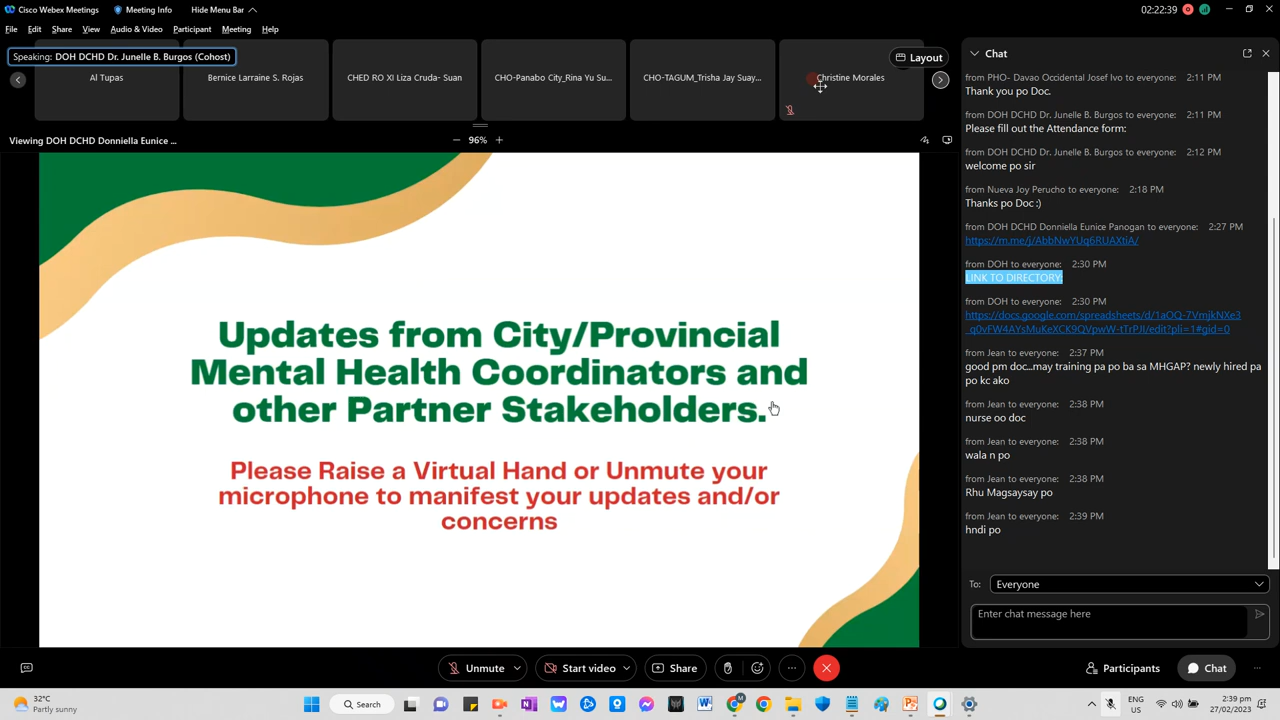 Cisco Webex Meetings
Meeting Info
Hide Menu Bar
02:22:39
File Edit Share View Audio & Video Participant Meeting Help
Speaking: DOH DCHD Dr. Junelle B. Burgos (Cohost)
Layout
Al Tupas
Bernice Larraine S. Rojas
CHED RO XI Liza Cruda- Suan
CHO-Panabo City_Rina Yu Su...
CHO-TAGUM_Trisha Jay Suay...
Christine Morales
Viewing DOH DCHD Donniella Eunice ...
96%
Updates from City/Provincial
Mental Health Coordinators and
other Partner Stakeholders.
Please Raise a Virtual Hand or Unmute your
microphone to manifest your updates and/or
concerns
Chat
from PHO- Davao Occidental Josef Ivo to everyone: 2:11 PM
Thank you po Doc.
from DOH DCHD Dr. Junelle B. Burgos to everyone: 2:11 PM
Please fill out the Attendance form:
from DOH DCHD Dr. Junelle B. Burgos to everyone: 2:12 PM
welcome po sir
from Nueva Joy Perucho to everyone: 2:18 PM
Thanks po Doc :)
from DOH DCHD Donniella Eunice Panogan to everyone: 2:27 PM
https://m.me/j/AbbNwYUq6RUAXtiA/
from DOH to everyone: 2:30 PM
LINK TO DIRECTORY:
from DOH to everyone: 2:30 PM
https://docs.google.com/spreadsheets/d/1aOQ-7VmjkNXe3
_q0vFW4AYsMuKeXCK9QVpwW-tTrPJI/edit?pli=1#gid=0
from Jean to everyone: 2:37 PM
good pm doc...may training pa po ba sa MHGAP? newly hired pa
po kc ako
from Jean to everyone: 2:38 PM
nurse oo doc
from Jean to everyone: 2:38 PM
wala n po
from Jean to everyone: 2:38 PM
Rhu Magsaysay po
from Jean to everyone: 2:39 PM
hndi po
To: Everyone
Enter chat message here
Unmute
Start video
Share
Participants
Chat
32°C
Partly sunny
Search
ENG
US
2:39 pm
27/02/2023